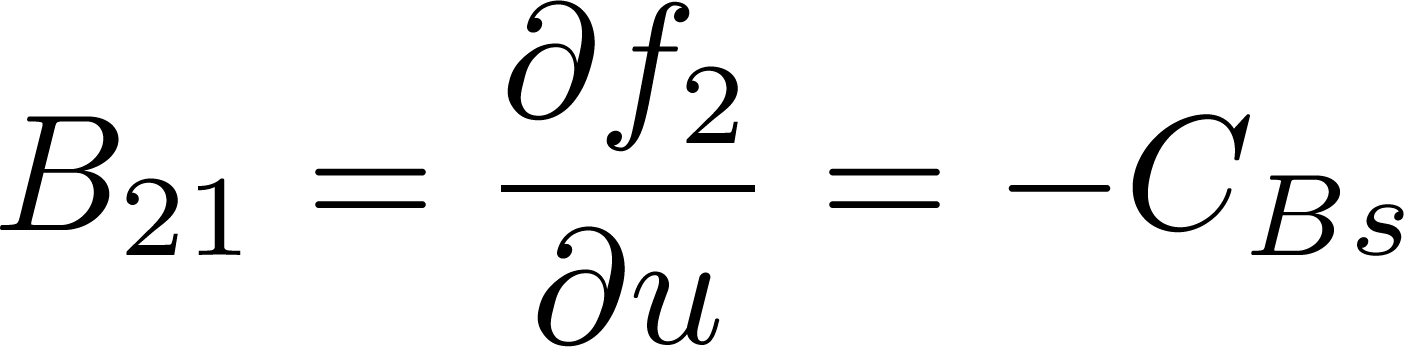 $B_{21} = \frac{\partial f_2}{\partial u} = -C_{Bs}$